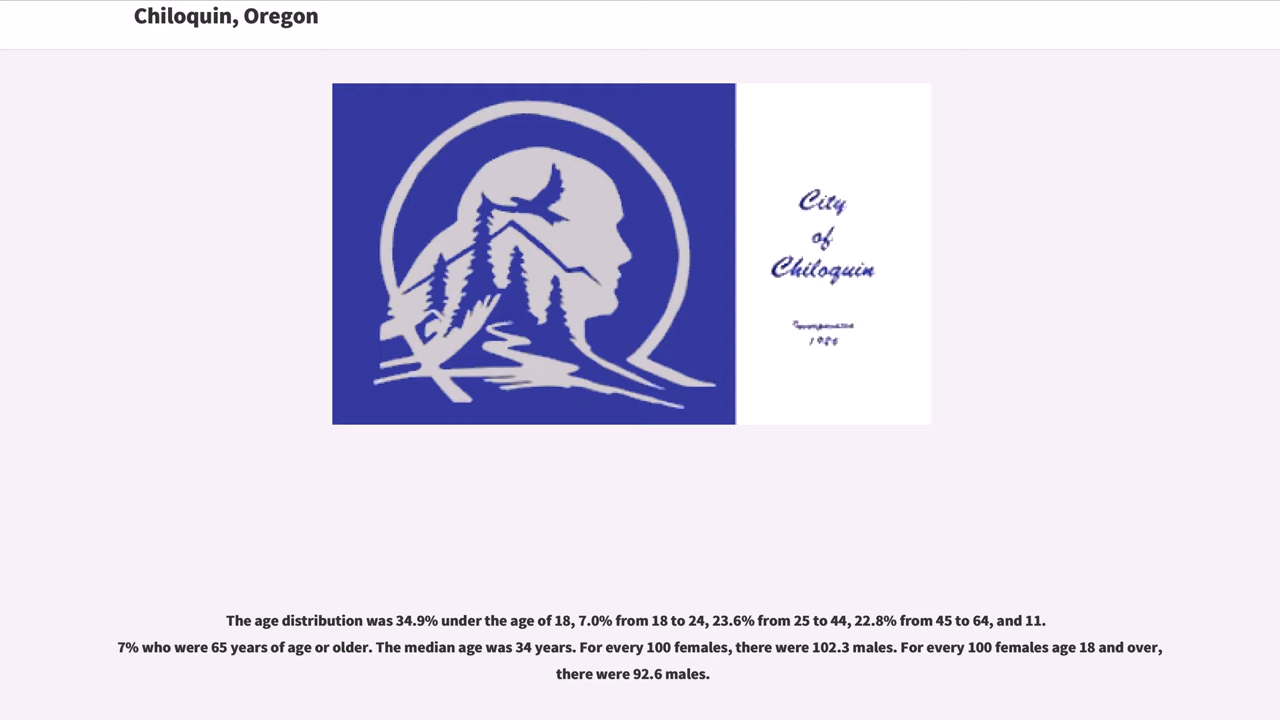 Chiloquin, Oregon
City
of
Chiloquin
1986
The age distribution was 34.9% under the age of 18, 7.0% from 18 to 24, 23.6% from 25 to 44, 22.8% from 45 to 64, and 11.
7% who were 65 years of age or older. The median age was 34 years. For every 100 females, there were 102.3 males. For every 100 females age 18 and over,
there were 92.6 males.